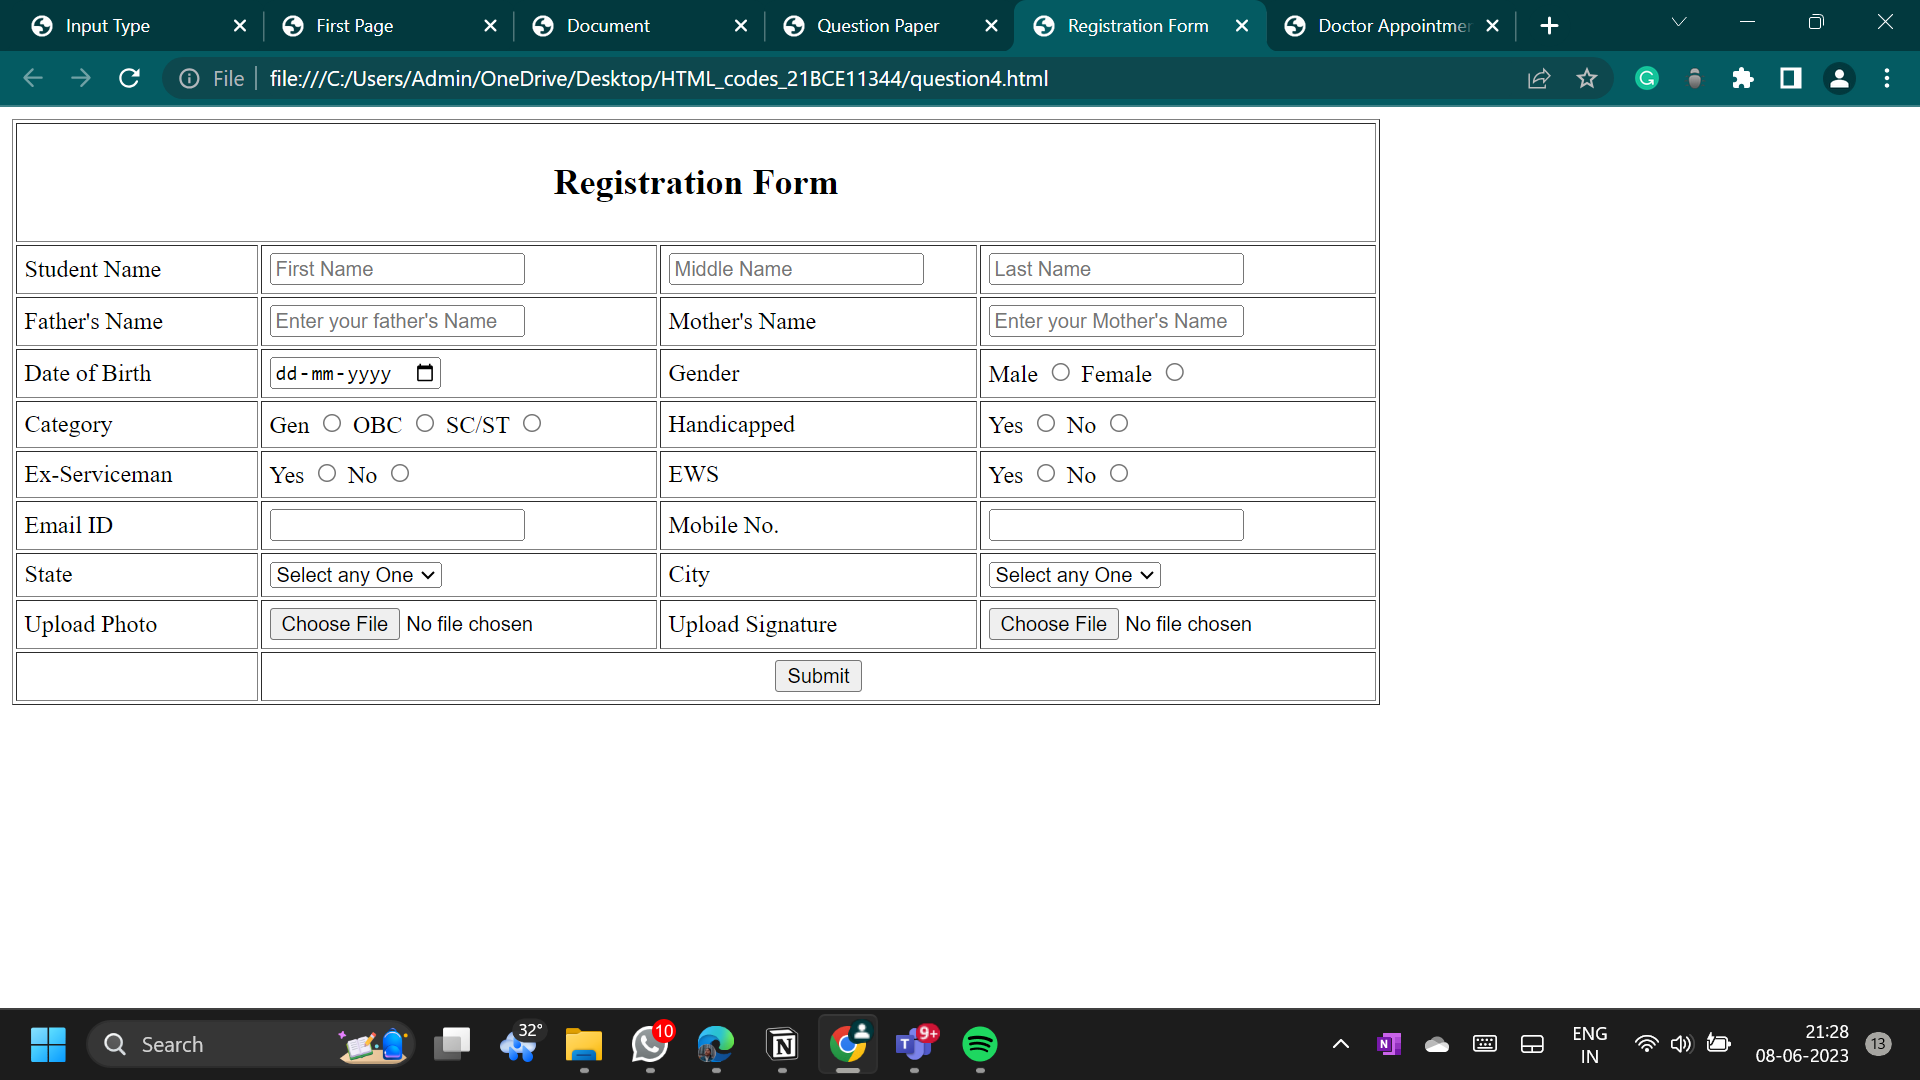 Input Type First Page Document Question Paper Registration Form Doctor Appointmen
File file:///C:/Users/Admin/OneDrive/Desktop/HTML_codes_21BCE11344/question4.html
Registration Form
Student Name First Name Middle Name Last Name
Father's Name Enter your father's Name Mother's Name Enter your Mother's Name
Date of Birth dd-mm-yyyy Gender Male Female
Category Gen OBC SC/ST Handicapped Yes No
Ex-Serviceman Yes No EWS Yes No
Email ID Mobile No.
State Select any One City Select any One
Upload Photo Choose File No file chosen Upload Signature Choose File No file chosen
Submit
Search 32° 10 9+ ENG 21:28
IN 08-06-2023 13